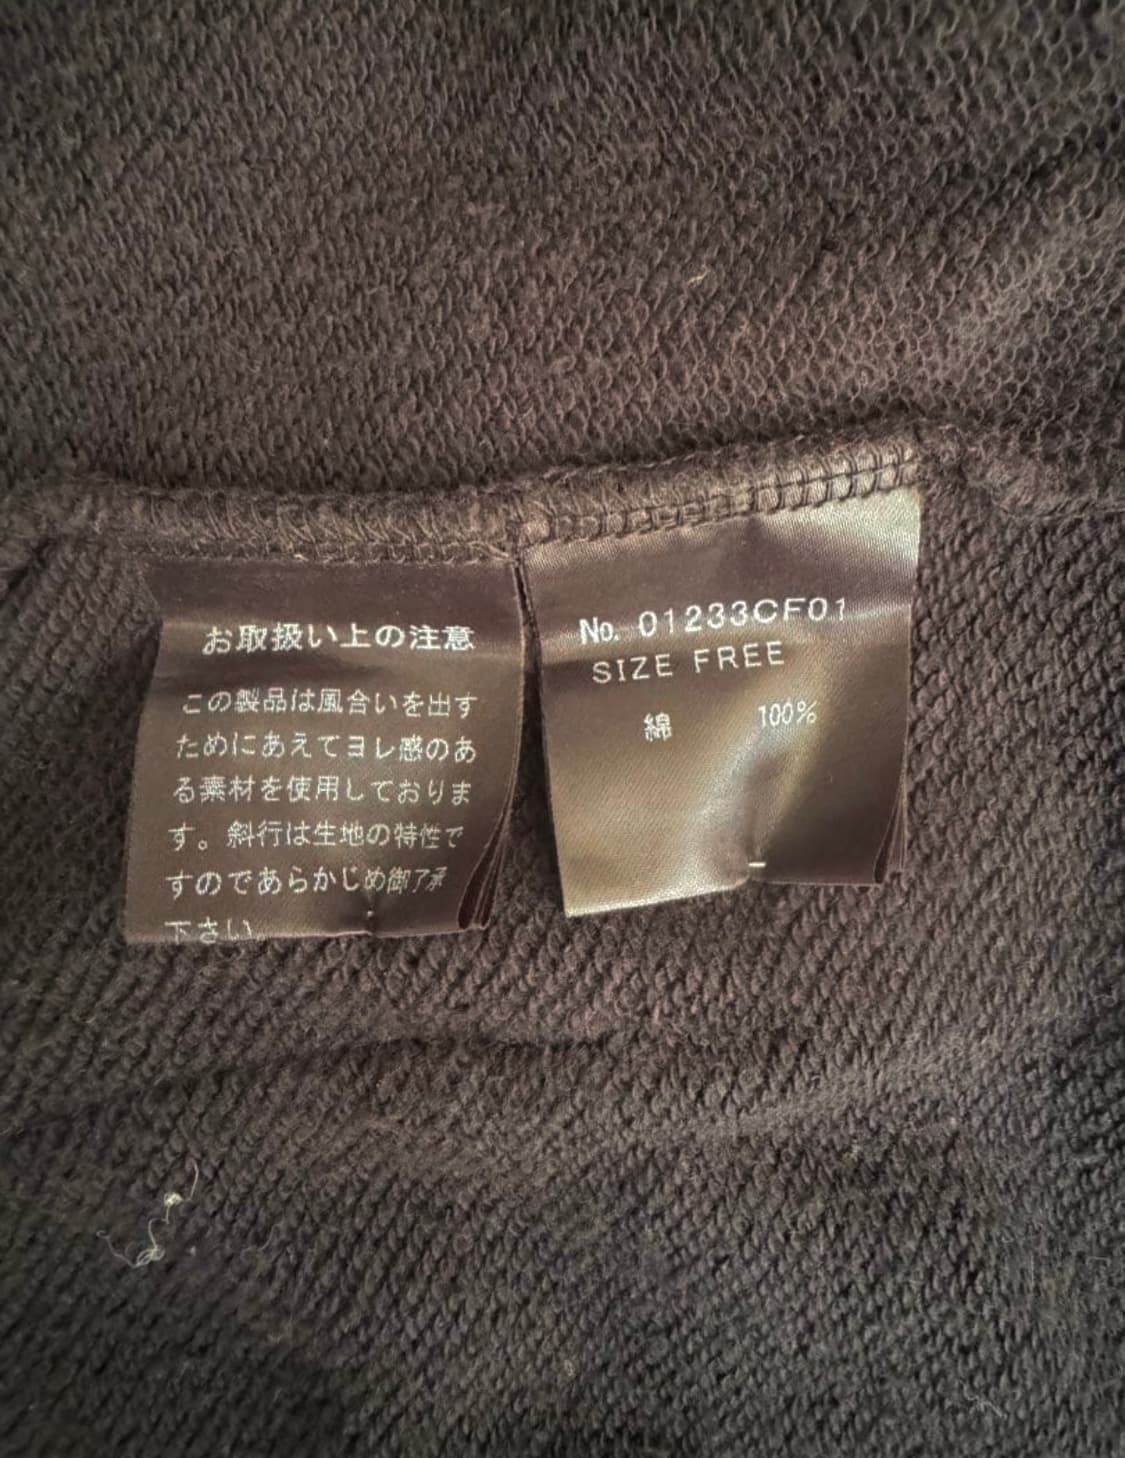 お取扱い上の注意
この製品は風合いを出す
ためにあえてヨレ感のあ
る素材を使用しておりま
す。斜行は生地の特性で
すのであらかじめ御了承
下さい。
No. 01233CF01
SIZE FREE
綿 100%